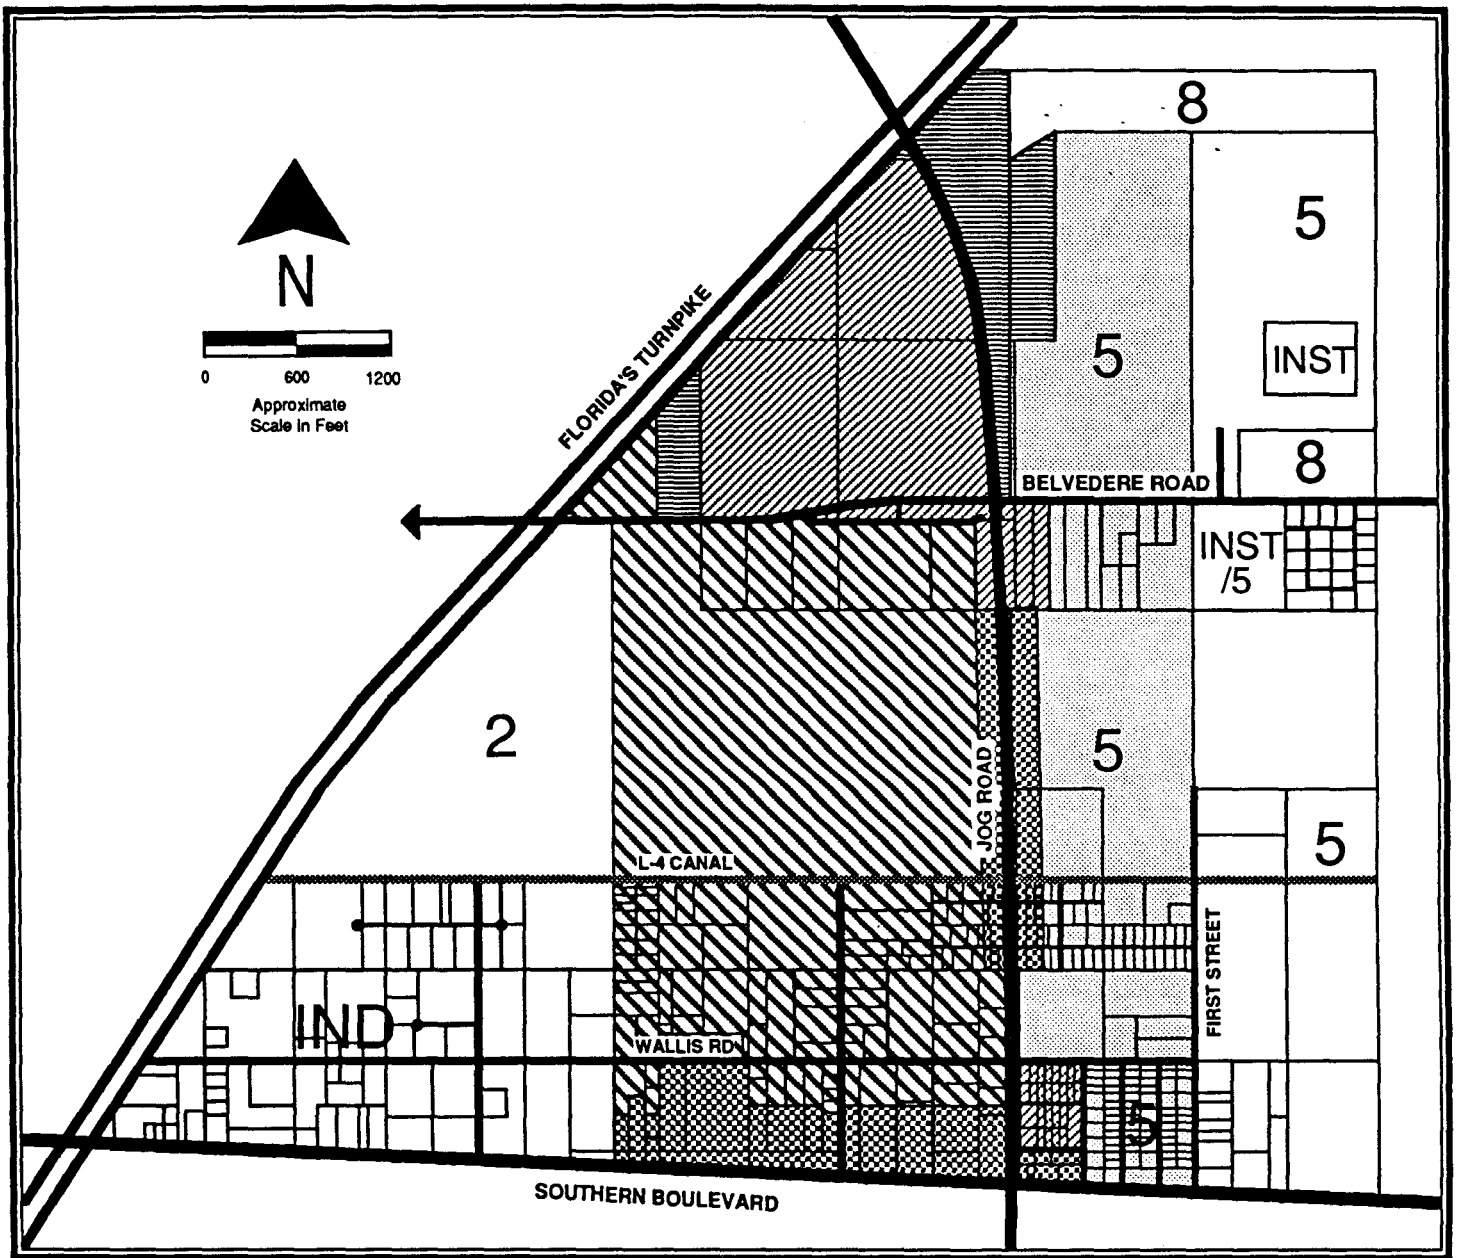 8
5
N
FLORIDA'S TURNPIKE
0 600 1200
Approximate
Scale in Feet
5
INST
8
BELVEDERE ROAD
INST
/5
2
5
JOG ROAD
5
L-4 CANAL
FIRST STREET
IND
WALLIS RD
5
SOUTHERN BOULEVARD